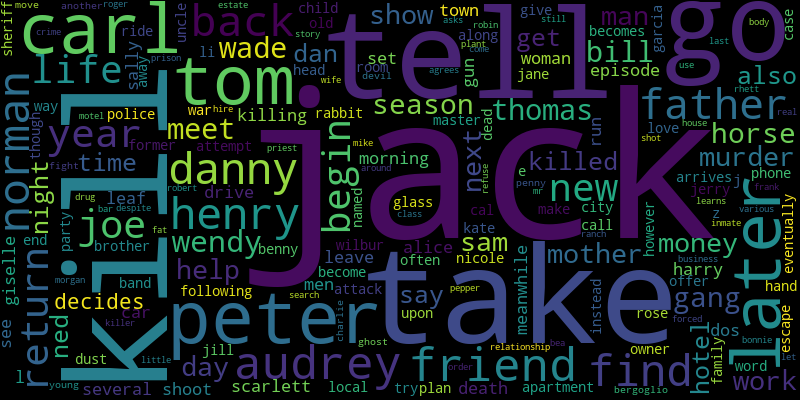 jack
tell
kill
take
go
carl
tom
peter
later
back
wade
dan
show
man
bill
life
sally
ride
uncle
child
old
town
give
another
roger
estate
robin
sheriff
move
away
li
head
set
room
devil
along
gun
get
woman
jane
episode
becomes
garcia
case
also
story
prison
crime
asks
plant
come
wife
agrees
body
last
use
rhett
real
father
year
norman
way
police
war
hire
killing
rabbit
season
master
thomas
love
horse
though
former
attempt
meet
danny
priest
mike
around
dead
run
shot
house
murder
time
night
leaf
drive
robert
begin
morning
next
killed
arrives
j
jerry
phone
fight
drug
henry
named
glass
class
refuse
e
penny
mr
new
city
call
learns
frank
z
inmate
various
joe
bar
despite
fat
wendy
benny
cal
make
ranch
however
money
eventually
party
end
brother
giselle
wilbur
alice
kate
sam
nicole
mother
harry
business
return
band
help
leave
often
become
men
attack
say
upon
pepper
meanwhile
instead
gang
offer
hand
see
morgan
decides
following
search
charlie
rose
forced
dos
bonnie
let
escape
ned
car
killer
dust
little
jill
day
audrey
ghost
relationship
bea
friend
find
owner
hotel
family
word
work
l
young
several
shoot
scarlett
local
try
plan
order
death
apartment
bergoglio
motel